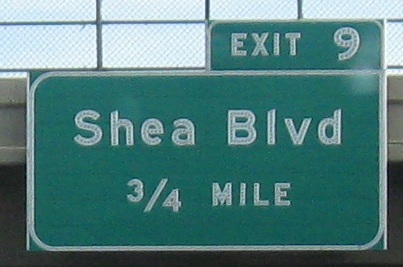 EXIT 9
Shea Blvd
3/4 MILE